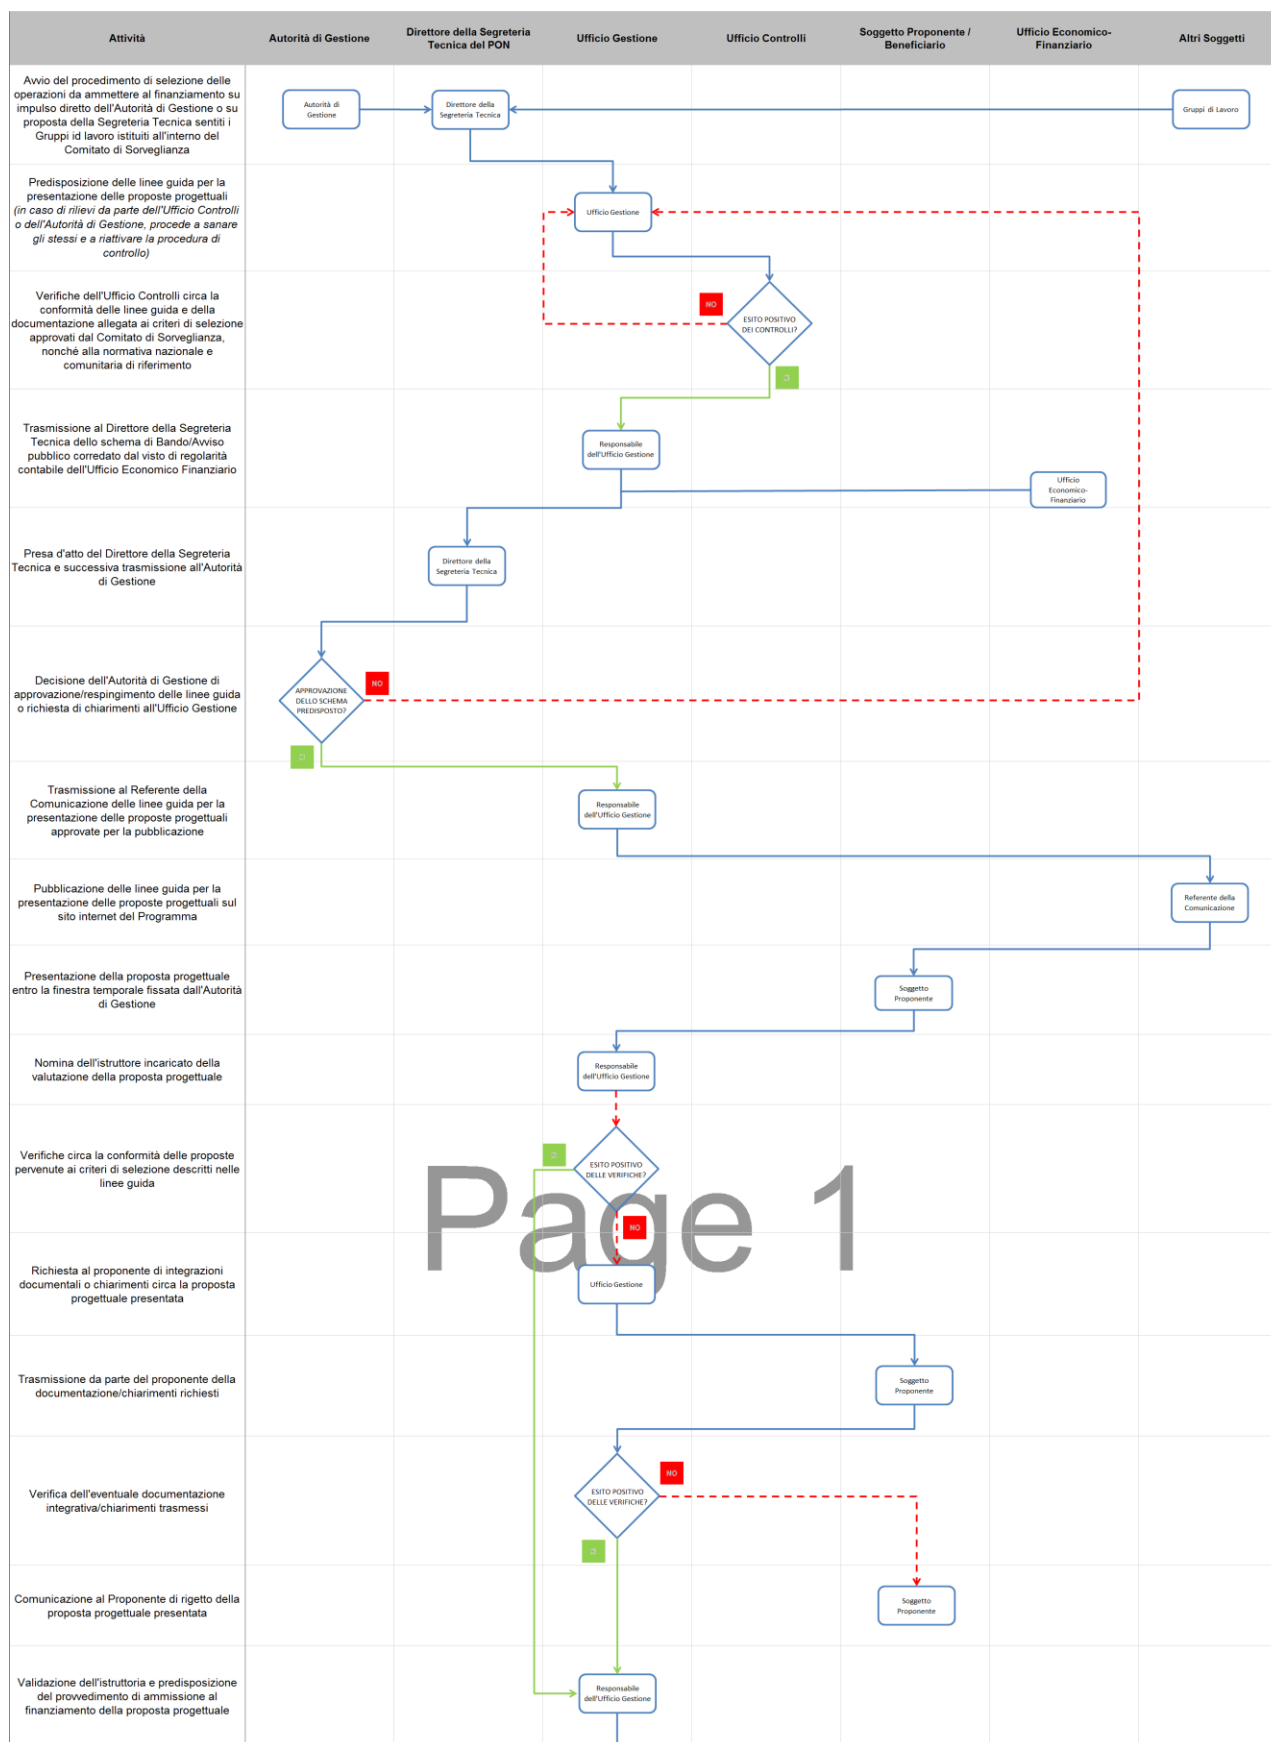 Attività
Autorità di Gestione
Direttore della Segreteria
Tecnica del PON
Ufficio Gestione
Ufficio Controlli
Soggetto Proponente /
Beneficiario
Ufficio Economico-
Finanziario
Altri Soggetti
Avvio del procedimento di selezione delle
operazioni da ammettere al finanziamento su
impulso diretto dell'Autorità di Gestione o su
proposta della Segreteria Tecnica sentiti i
Gruppi id lavoro istituiti all'interno del
Comitato di Sorveglianza
Autorità di
Gestione
Direttore della
Segreteria Tecnica
Gruppi di Lavoro
Predisposizione delle linee guida per la
presentazione delle proposte progettuali
(in caso di rilievi da parte dell'Ufficio Controlli
o dell'Autorità di Gestione, procede a sanare
gli stessi e a riattivare la procedura di
controllo)
Ufficio Gestione
Verifiche dell'Ufficio Controlli circa la
conformità delle linee guida e della
documentazione allegata ai criteri di selezione
approvati dal Comitato di Sorveglianza,
nonché alla normativa nazionale e
comunitaria di riferimento
NO
ESITO POSITIVO
DEI CONTROLLI?
Trasmissione al Direttore della Segreteria
Tecnica dello schema di Bando/Avviso
pubblico corredato dal visto di regolarità
contabile dell'Ufficio Economico Finanziario
Responsabile
dell'Ufficio Gestione
Ufficio
Economico-
Finanziario
Presa d'atto del Direttore della Segreteria
Tecnica e successiva trasmissione all'Autorità
di Gestione
Direttore della
Segreteria Tecnica
Decisione dell'Autorità di Gestione di
approvazione/respingimento delle linee guida
o richiesta di chiarimenti all'Ufficio Gestione
APPROVAZIONE
DELLO SCHEMA
PREDISPOSTO?
NO
Trasmissione al Referente della
Comunicazione delle linee guida per la
presentazione delle proposte progettuali
approvate per la pubblicazione
Responsabile
dell'Ufficio Gestione
Pubblicazione delle linee guida per la
presentazione delle proposte progettuali sul
sito internet del Programma
Referente della
Comunicazione
Presentazione della proposta progettuale
entro la finestra temporale fissata dall'Autorità
di Gestione
Soggetto
Proponente
Nomina dell'istruttore incaricato della
valutazione della proposta progettuale
Responsabile
dell'Ufficio Gestione
Verifiche circa la conformità delle proposte
pervenute ai criteri di selezione descritti nelle
linee guida
ESITO POSITIVO
DELLE VERIFICHE?
NO
Page 1
Richiesta al proponente di integrazioni
documentali o chiarimenti circa la proposta
progettuale presentata
Ufficio Gestione
Trasmissione da parte del proponente della
documentazione/chiarimenti richiesti
Soggetto
Proponente
Verifica dell'eventuale documentazione
integrativa/chiarimenti trasmessi
ESITO POSITIVO
DELLE VERIFICHE?
NO
Comunicazione al Proponente di rigetto della
proposta progettuale presentata
Soggetto
Proponente
Validazione dell'istruttoria e predisposizione
del provvedimento di ammissione al
finanziamento della proposta progettuale
Responsabile
dell'Ufficio Gestione